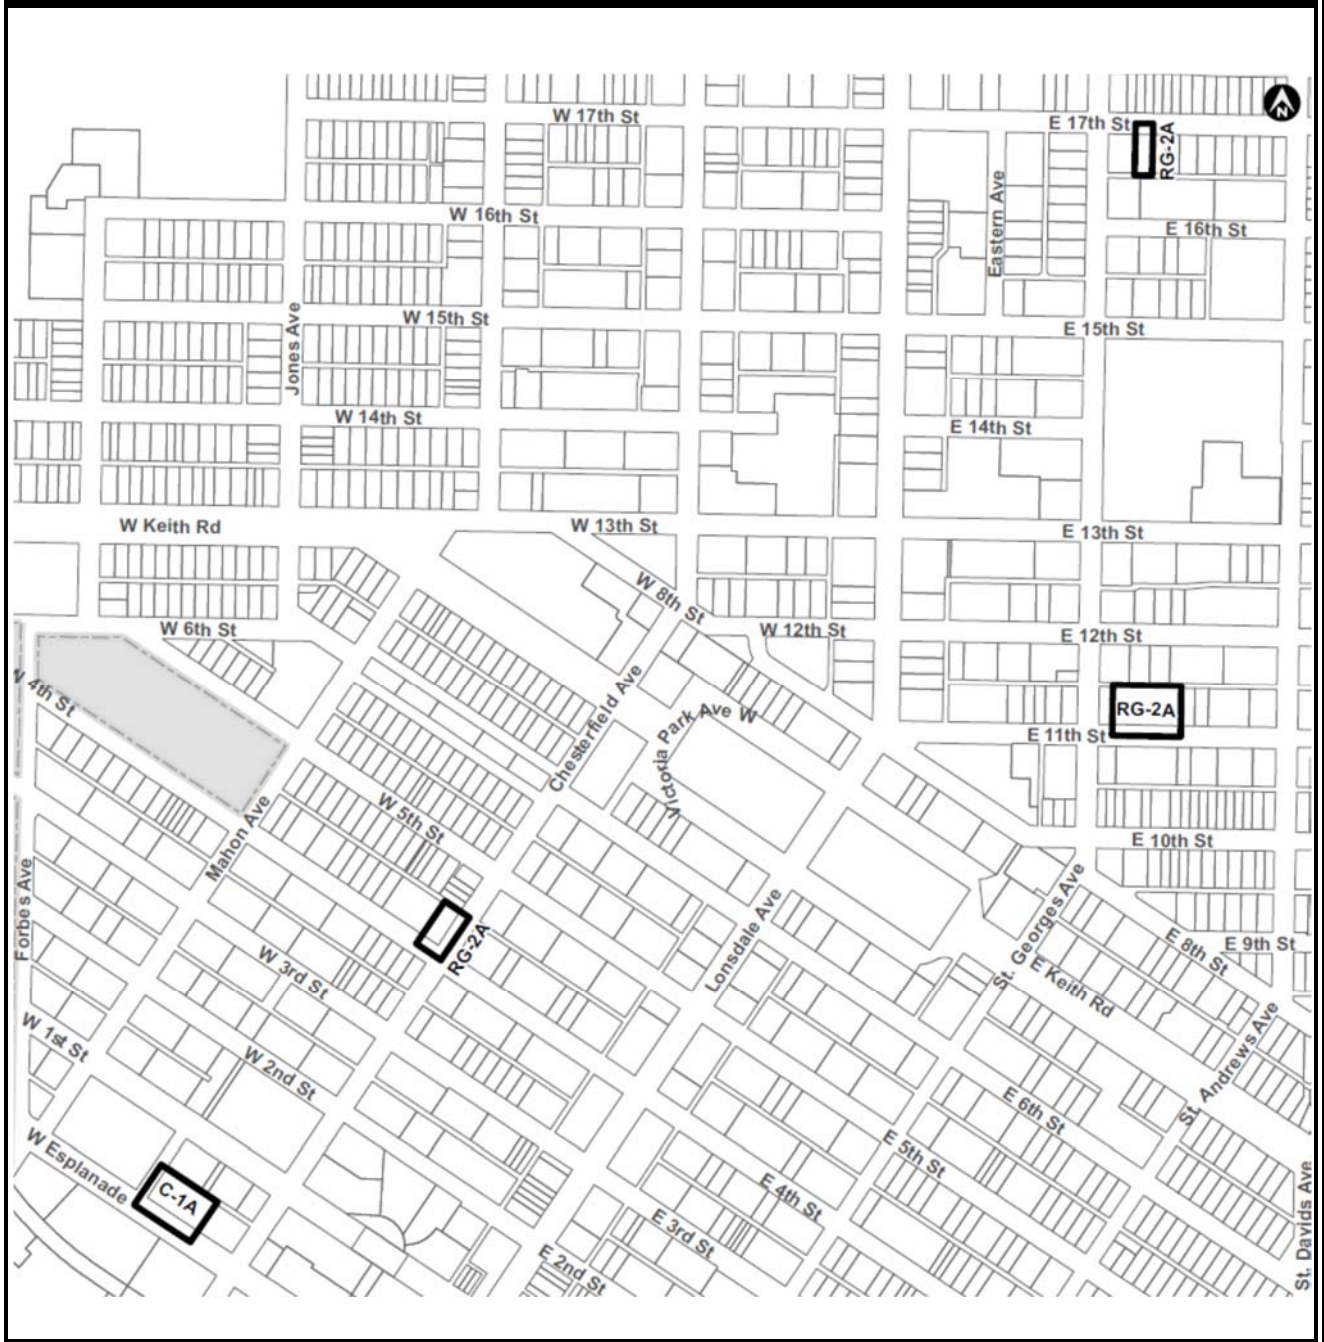 W 17th St
E 17th St
N
RG-2A
W 16th St
Eastern Ave
E 16th St
Jones Ave
W 15th St
E 15th St
W 14th St
E 14th St
W Keith Rd
W 13th St
E 13th St
W 8th St
W 6th St
W 12th St
E 12th St
W 4th St
Chesterfield Ave
Victoria Park Ave W
RG-2A
E 11th St
Mahon Ave
W 5th St
E 10th St
Forbes Ave
RG-2A
Lonsdale Ave
St. Georges Ave
E 8th St
E 9th St
W 3rd St
E Keith Rd
W 1st St
W 2nd St
St. Andrews Ave
E 6th St
W Esplanade
C-1A
E 5th St
E 4th St
E 3rd St
E 2nd St
St. Davids Ave